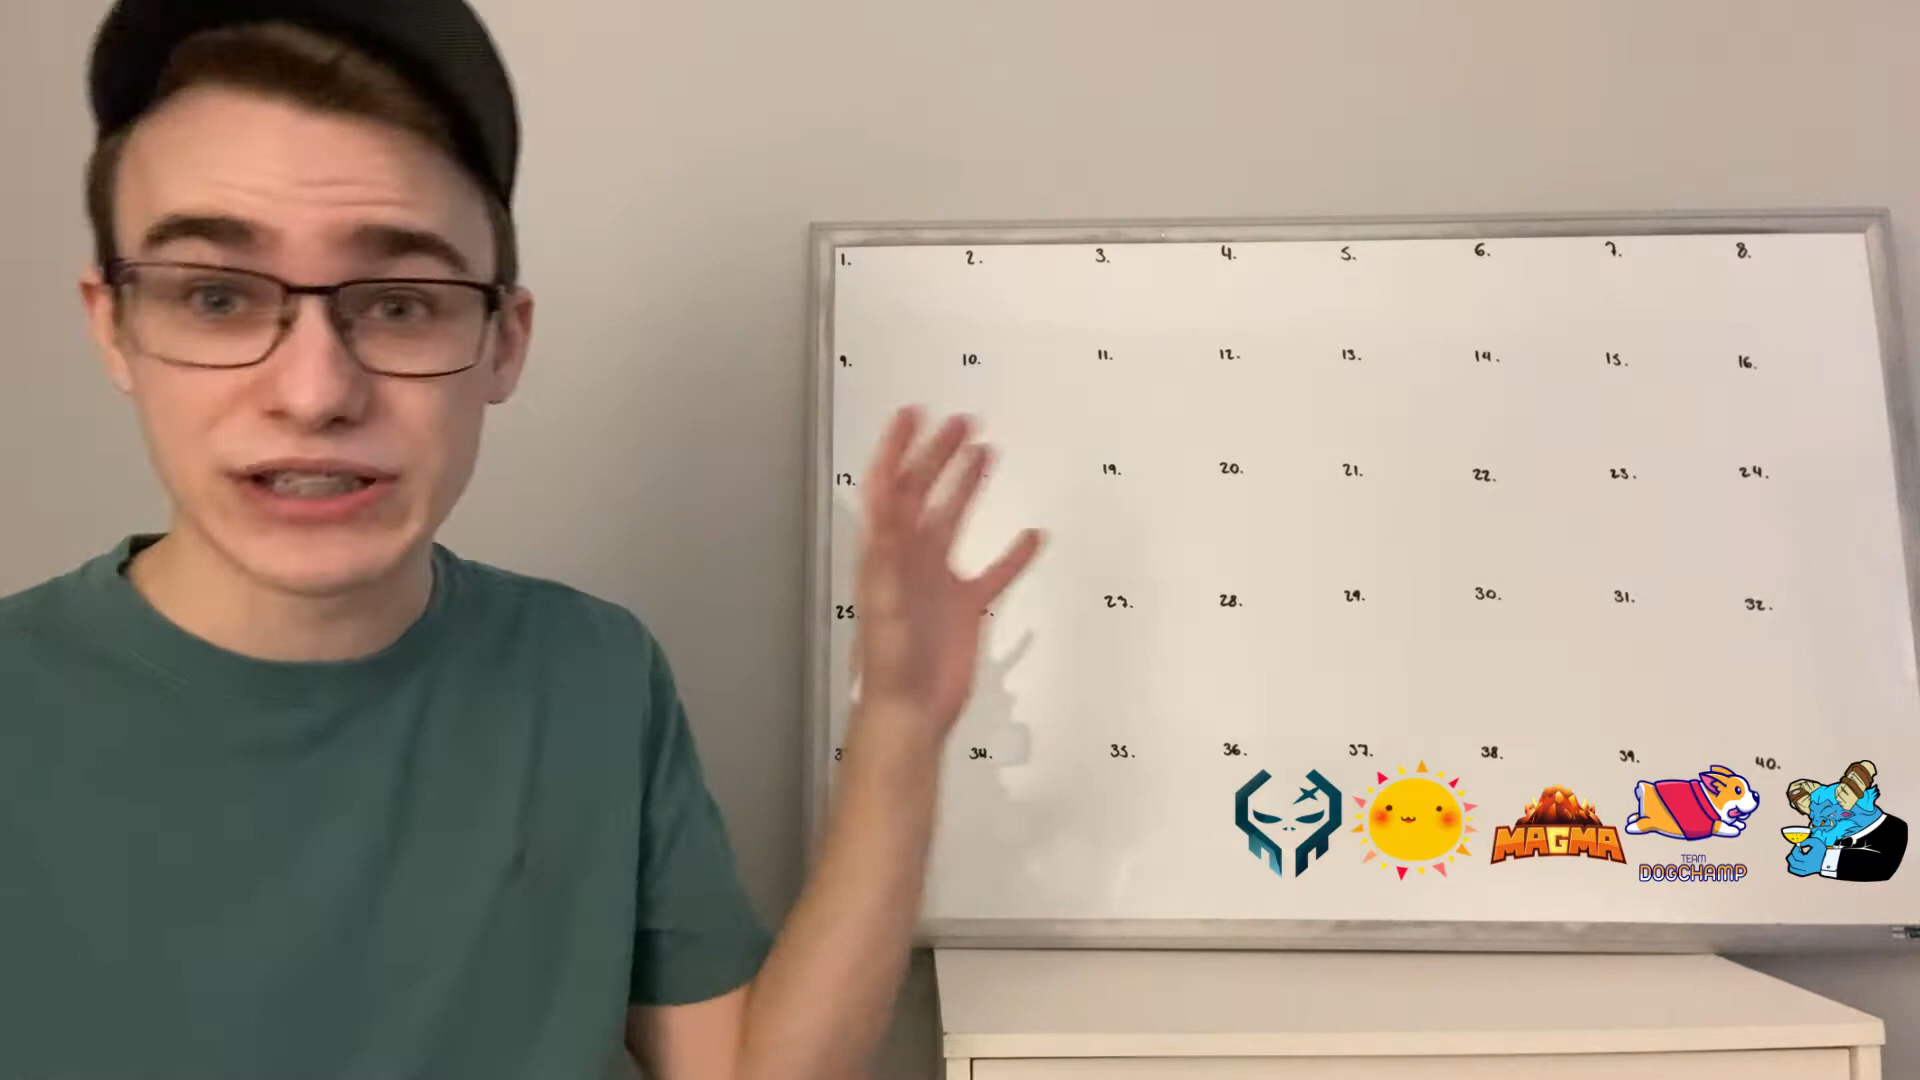 1. 2. 3. 4. 5. 6. 7. 8.
9. 10. 11. 12. 13. 14. 15. 16.
17. 19. 20. 21. 22. 23. 24.
25. 27. 28. 29. 30. 31. 32.
34. 35. 36. 37. 38. 39. 40.
MAGMA
TEAM
DOGCHAMP